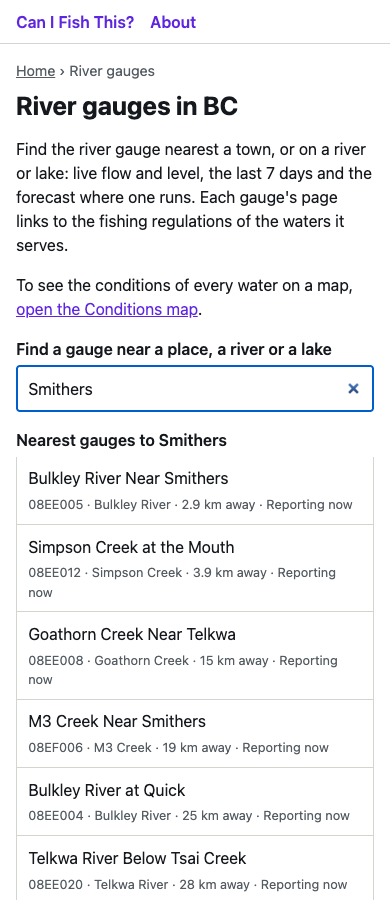 Can I Fish This? About
Home › River gauges
River gauges in BC
Find the river gauge nearest a town, or on a river
or lake: live flow and level, the last 7 days and the
forecast where one runs. Each gauge's page
links to the fishing regulations of the waters it
serves.
To see the conditions of every water on a map,
open the Conditions map.
Find a gauge near a place, a river or a lake
Smithers ×
Nearest gauges to Smithers
Bulkley River Near Smithers
08EE005 · Bulkley River · 2.9 km away · Reporting now
Simpson Creek at the Mouth
08EE012 · Simpson Creek · 3.9 km away · Reporting
now
Goathorn Creek Near Telkwa
08EE008 · Goathorn Creek · 15 km away · Reporting
now
M3 Creek Near Smithers
08EF006 · M3 Creek · 19 km away · Reporting now
Bulkley River at Quick
08EE004 · Bulkley River · 25 km away · Reporting now
Telkwa River Below Tsai Creek
08EE020 · Telkwa River · 28 km away · Reporting now